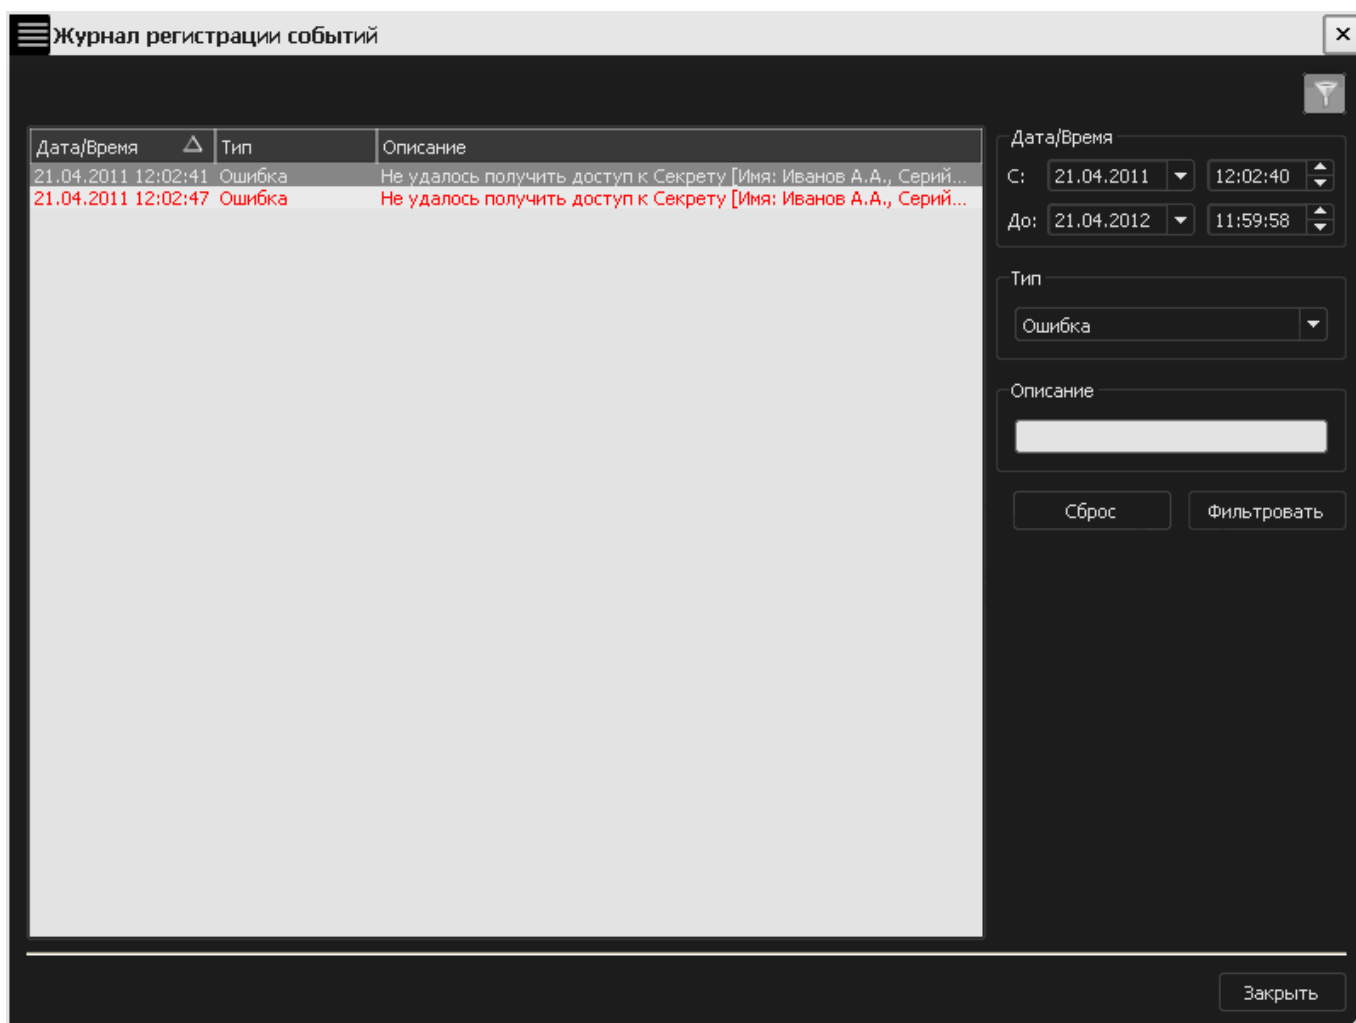 Журнал регистрации событий
Дата/Время Тип Описание
21.04.2011 12:02:41 Ошибка Не удалось получить доступ к Секрету [Имя: Иванов А.А., Серий...
21.04.2011 12:02:47 Ошибка Не удалось получить доступ к Секрету [Имя: Иванов А.А., Серий...
Дата/Время
С: 21.04.2011 12:02:40
До: 21.04.2012 11:59:58
Тип
Ошибка
Описание
Сброс Фильтровать
Закрыть